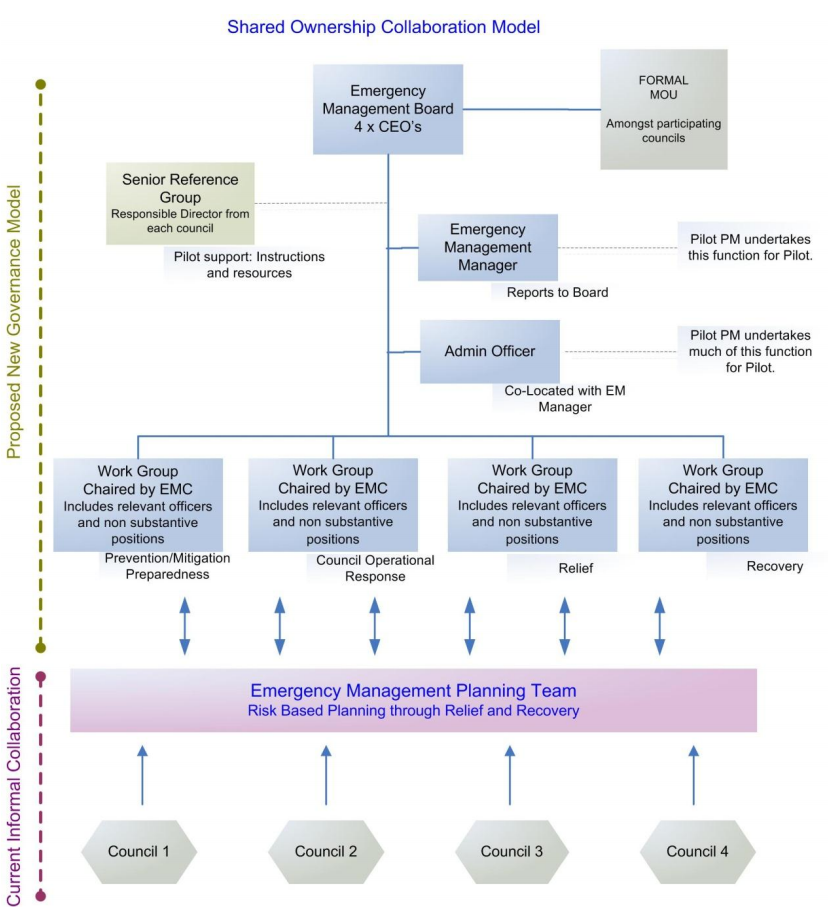 Shared Ownership Collaboration Model
Emergency
Management Board
4 x CEO's
FORMAL
MOU
Amongst participating
councils
Senior Reference
Group
Responsible Director from
each council
Pilot support: Instructions
and resources
Emergency
Management
Manager
Reports to Board
Pilot PM undertakes
this function for Pilot.
Admin Officer
Co-Located with EM
Manager
Pilot PM undertakes
much of this function
for Pilot.
Proposed New Governance Model
Work Group
Chaired by EMC
Includes relevant officers
and non substantive
positions
Prevention/Mitigation
Preparedness
Work Group
Chaired by EMC
Includes relevant officers
and non substantive
positions
Council Operational
Response
Work Group
Chaired by EMC
Includes relevant officers
and non substantive
positions
Relief
Work Group
Chaired by EMC
Includes relevant officers
and non substantive
positions
Recovery
Current Informal Collaboration
Emergency Management Planning Team
Risk Based Planning through Relief and Recovery
Council 1
Council 2
Council 3
Council 4